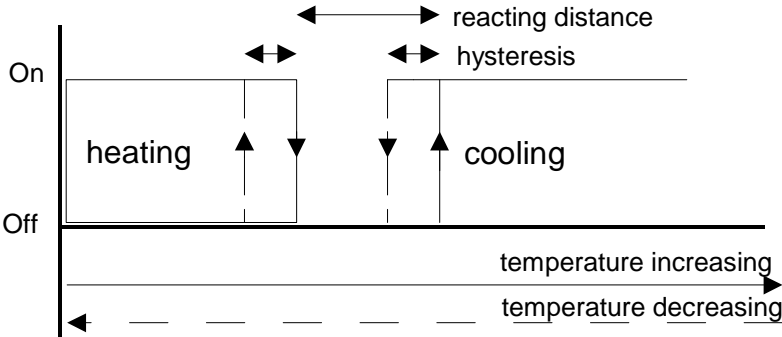 reacting distance
hysteresis
On
heating
cooling
Off
temperature increasing
temperature decreasing